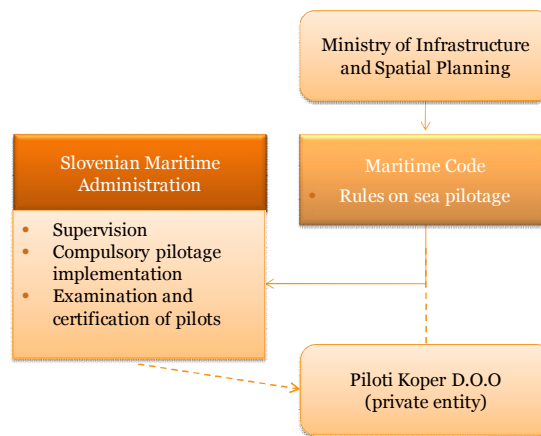 Ministry of Infrastructure
and Spatial Planning
Slovenian Maritime
Administration
• Supervision
• Compulsory pilotage
implementation
• Examination and
certification of pilots
Maritime Code
• Rules on sea pilotage
Piloti Koper D.O.O
(private entity)